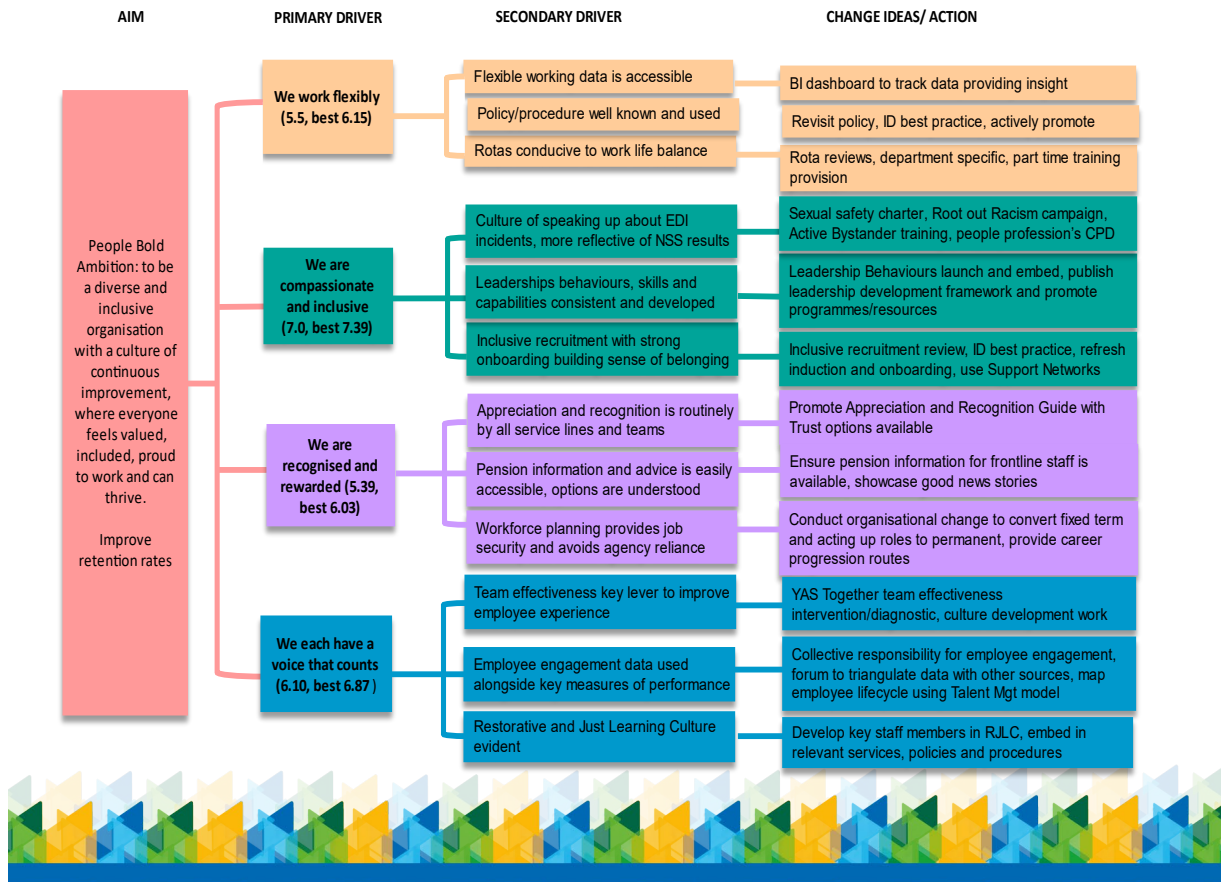 AIM
PRIMARY DRIVER
SECONDARY DRIVER
CHANGE IDEAS/ ACTION
People Bold
Ambition: to be
a diverse and
inclusive
organisation
with a culture of
continuous
improvement,
where everyone
feels valued,
included, proud
to work and can
thrive.
Improve
retention rates
We work flexibly
(5.5, best 6.15)
Flexible working data is accessible
BI dashboard to track data providing insight
Policy/procedure well known and used
Revisit policy, ID best practice, actively promote
Rotas conducive to work life balance
Rota reviews, department specific, part time training
provision
We are
compassionate
and inclusive
(7.0, best 7.39)
Culture of speaking up about EDI
incidents, more reflective of NSS results
Sexual safety charter, Root out Racism campaign,
Active Bystander training, people profession's CPD
Leaderships behaviours, skills and
capabilities consistent and developed
Leadership Behaviours launch and embed, publish
leadership development framework and promote
programmes/resources
Inclusive recruitment with strong
onboarding building sense of belonging
Inclusive recruitment review, ID best practice, refresh
induction and onboarding, use Support Networks
We are
recognised and
rewarded (5.39,
best 6.03)
Appreciation and recognition is routinely
by all service lines and teams
Promote Appreciation and Recognition Guide with
Trust options available
Pension information and advice is easily
accessible, options are understood
Ensure pension information for frontline staff is
available, showcase good news stories
Workforce planning provides job
security and avoids agency reliance
Conduct organisational change to convert fixed term
and acting up roles to permanent, provide career
progression routes
We each have a
voice that counts
(6.10, best 6.87 )
Team effectiveness key lever to improve
employee experience
YAS Together team effectiveness
intervention/diagnostic, culture development work
Employee engagement data used
alongside key measures of performance
Collective responsibility for employee engagement,
forum to triangulate data with other sources, map
employee lifecycle using Talent Mgt model
Restorative and Just Learning Culture
evident
Develop key staff members in RJLC, embed in
relevant services, policies and procedures